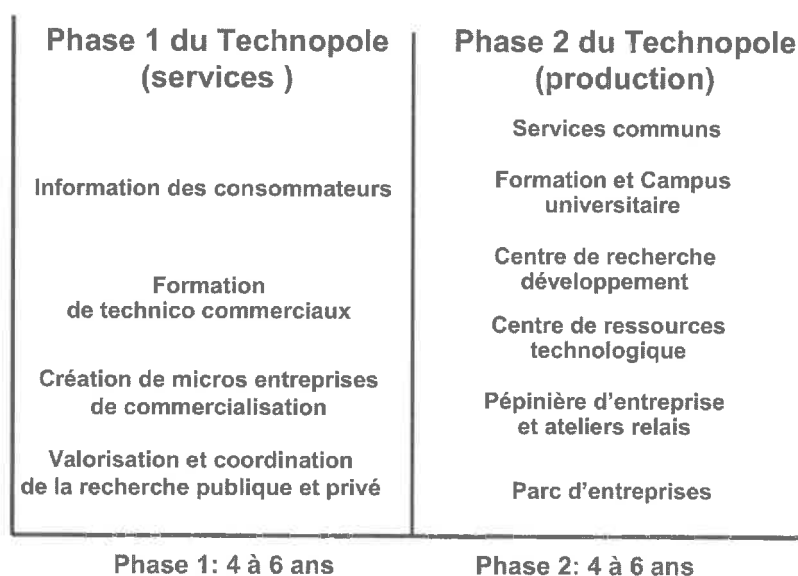 Phase 1 du Technopole
(services )
Information des consommateurs
Formation
de technico commerciaux
Création de micros entreprises
de commercialisation
Valorisation et coordination
de la recherche publique et privé
Phase 1: 4 à 6 ans
Phase 2 du Technopole
(production)
Services communs
Formation et Campus
universitaire
Centre de recherche
développement
Centre de ressources
technologique
Pépinière d'entreprise
et ateliers relais
Parc d'entreprises
Phase 2: 4 à 6 ans